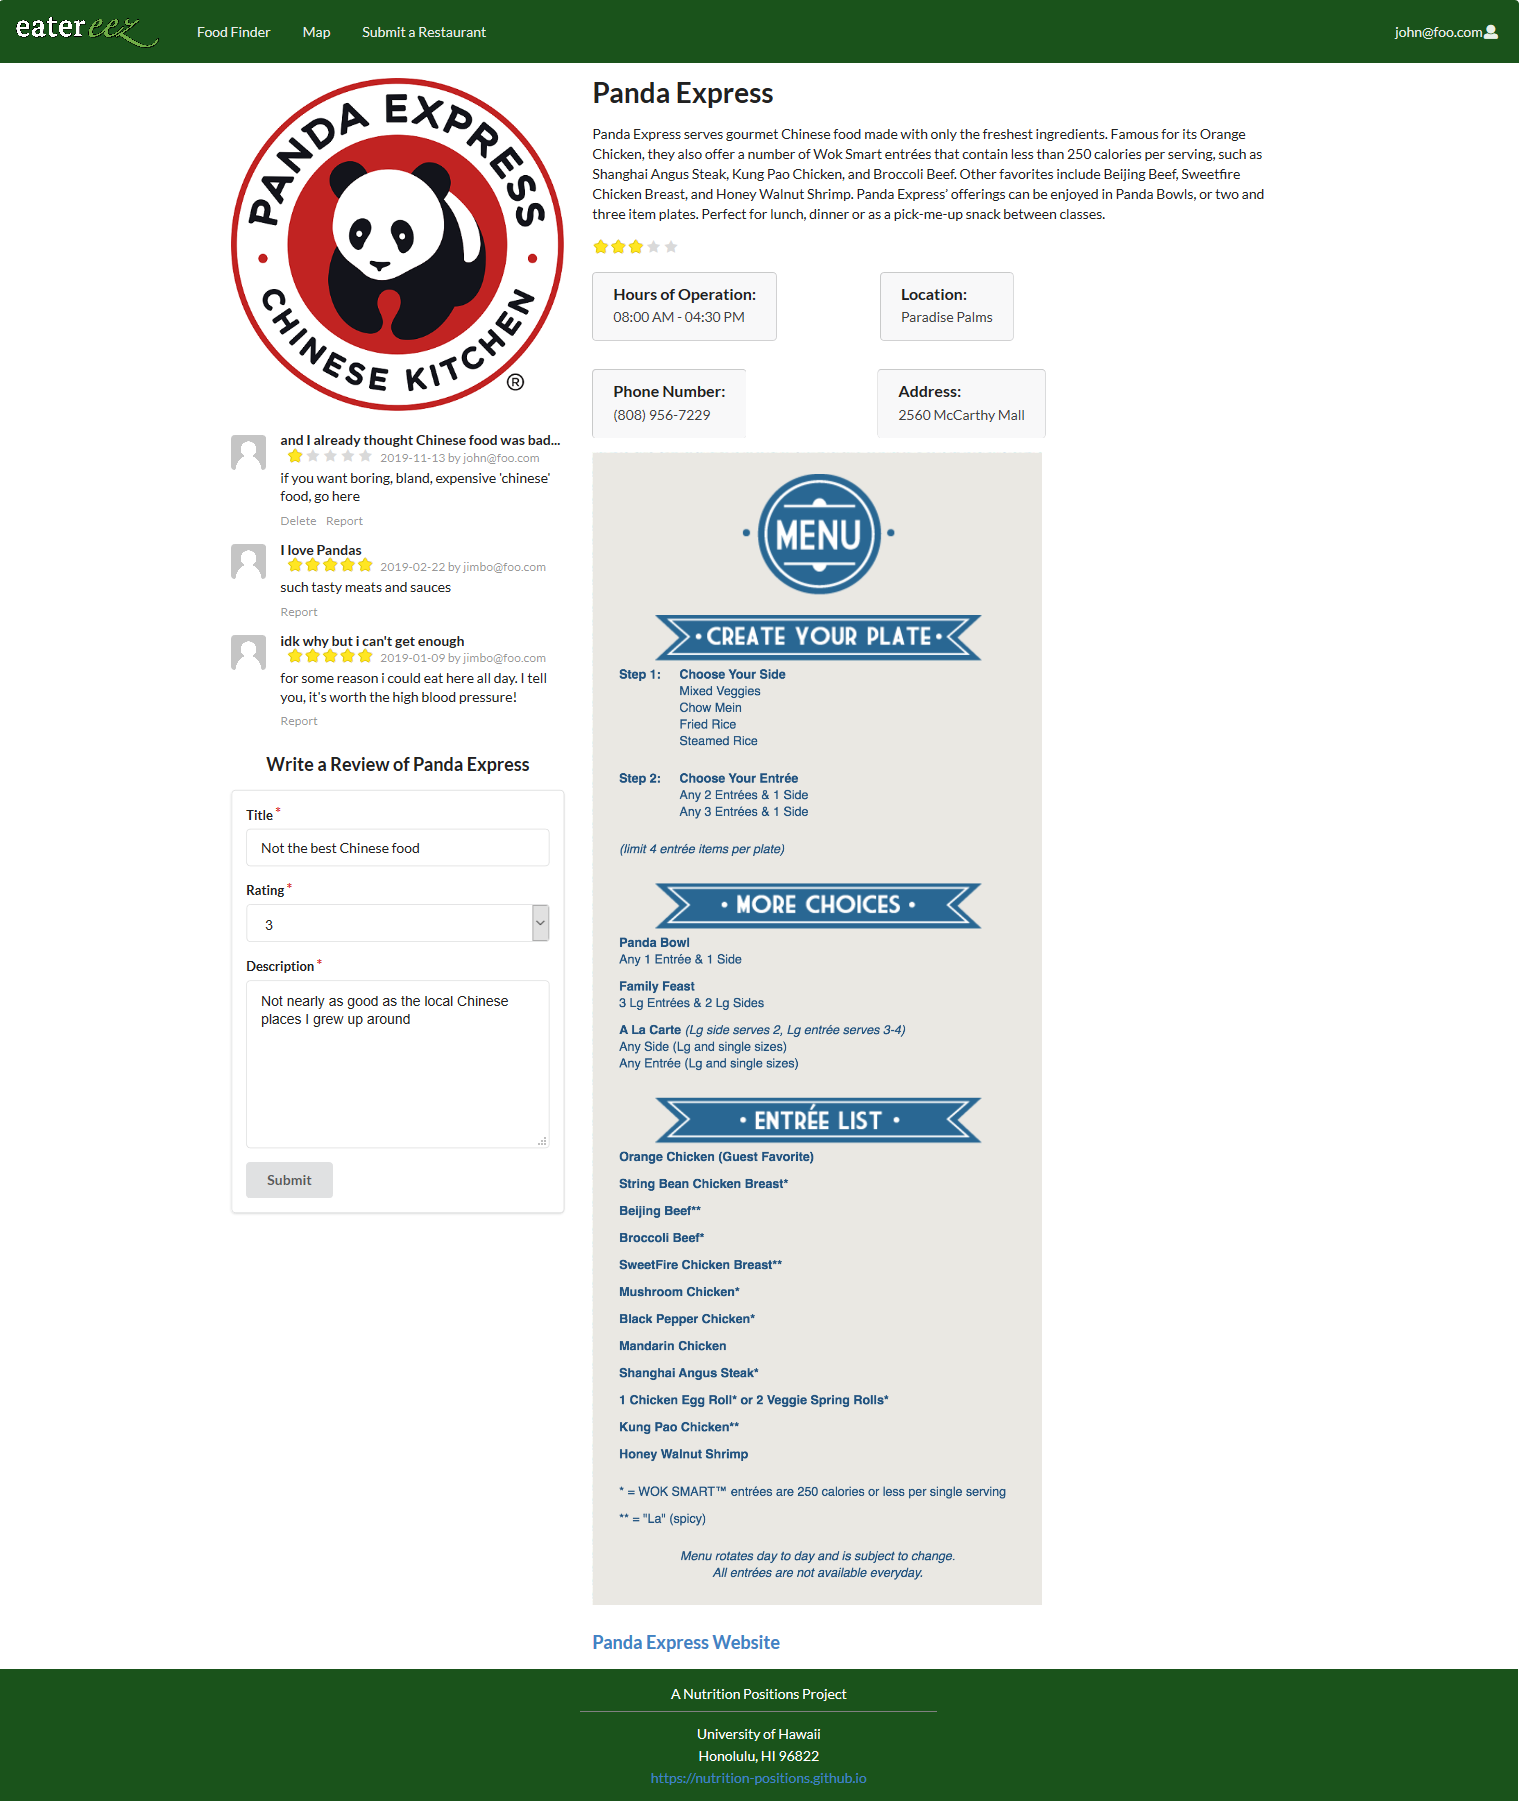 eatereez
Food Finder
Map
Submit a Restaurant
john@foo.com
PANDA EXPRESS
CHINESE KITCHEN
®
and I already thought Chinese food was bad...
2019-11-13 by john@foo.com
if you want boring, bland, expensive 'chinese'
food, go here
Delete Report
I love Pandas
2019-02-22 by jimbo@foo.com
such tasty meats and sauces
Report
idk why but i can't get enough
2019-01-09 by jimbo@foo.com
for some reason i could eat here all day. I tell
you, it's worth the high blood pressure!
Report
Write a Review of Panda Express
Title *
Not the best Chinese food
Rating *
3
Description *
Not nearly as good as the local Chinese
places I grew up around
Submit
Panda Express
Panda Express serves gourmet Chinese food made with only the freshest ingredients. Famous for its Orange
Chicken, they also offer a number of Wok Smart entrées that contain less than 250 calories per serving, such as
Shanghai Angus Steak, Kung Pao Chicken, and Broccoli Beef. Other favorites include Beijing Beef, Sweetfire
Chicken Breast, and Honey Walnut Shrimp. Panda Express' offerings can be enjoyed in Panda Bowls, or two and
three item plates. Perfect for lunch, dinner or as a pick-me-up snack between classes.
Hours of Operation:
08:00 AM - 04:30 PM
Location:
Paradise Palms
Phone Number:
(808) 956-7229
Address:
2560 McCarthy Mall
MENU
• CREATE YOUR PLATE •
Step 1: Choose Your Side
Mixed Veggies
Chow Mein
Fried Rice
Steamed Rice
Step 2: Choose Your Entrée
Any 2 Entrées & 1 Side
Any 3 Entrées & 1 Side
(limit 4 entrée items per plate)
• MORE CHOICES •
Panda Bowl
Any 1 Entrée & 1 Side
Family Feast
3 Lg Entrées & 2 Lg Sides
A La Carte (Lg side serves 2, Lg entrée serves 3-4)
Any Side (Lg and single sizes)
Any Entrée (Lg and single sizes)
• ENTRÉE LIST •
Orange Chicken (Guest Favorite)
String Bean Chicken Breast*
Beijing Beef**
Broccoli Beef*
SweetFire Chicken Breast**
Mushroom Chicken*
Black Pepper Chicken*
Mandarin Chicken
Shanghai Angus Steak*
1 Chicken Egg Roll* or 2 Veggie Spring Rolls*
Kung Pao Chicken**
Honey Walnut Shrimp
* = WOK SMART™ entrées are 250 calories or less per single serving
** = "La" (spicy)
Menu rotates day to day and is subject to change.
All entrées are not available everyday.
Panda Express Website
A Nutrition Positions Project
University of Hawaii
Honolulu, HI 96822
https://nutrition-positions.github.io